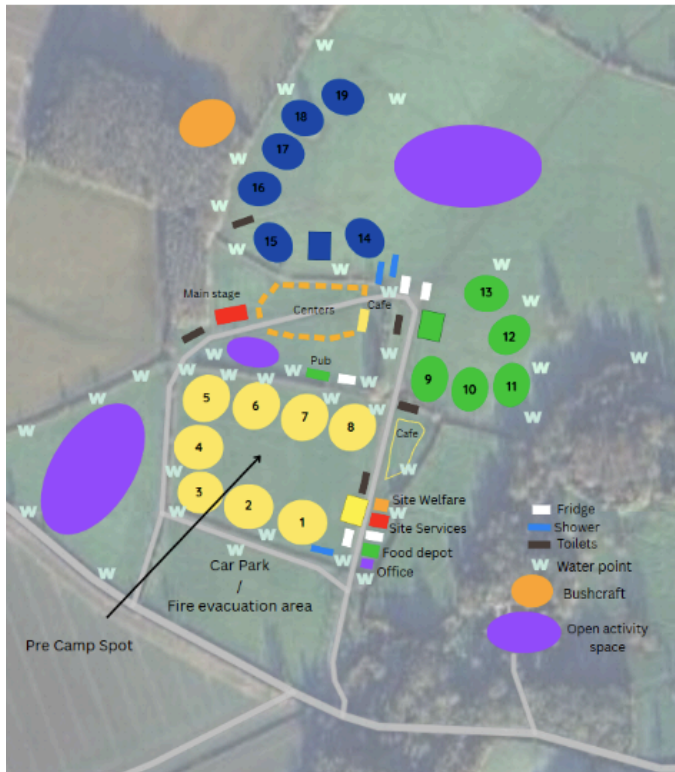 W
W
19
W
18
W
17
W
16
W
W
15
14
W
W
W
Main stage
Centers
Cafe
13
W
12
W
W
Pub
W
W
W
W
W
W
W
W
W
5
6
7
8
W
W
9
10
11
W
W
W
W
4
Cafe
W
W
3
2
1
Site Welfare
W
Site Services
W
W
W
W
W
Food depot
Office
Car Park
/
Fire evacuation area
Pre Camp Spot
Fridge
Shower
Toilets
W Water point
Bushcraft
Open activity
space